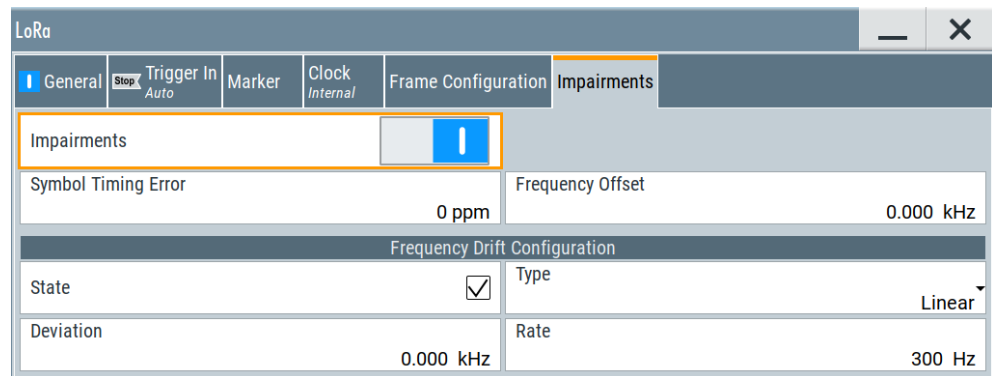 LoRa
General Stop Trigger In Marker Clock Frame Configuration Impairments
Auto Internal
Impairments
Symbol Timing Error Frequency Offset
0 ppm 0.000 kHz
Frequency Drift Configuration
State Type
Linear
Deviation Rate
0.000 kHz 300 Hz